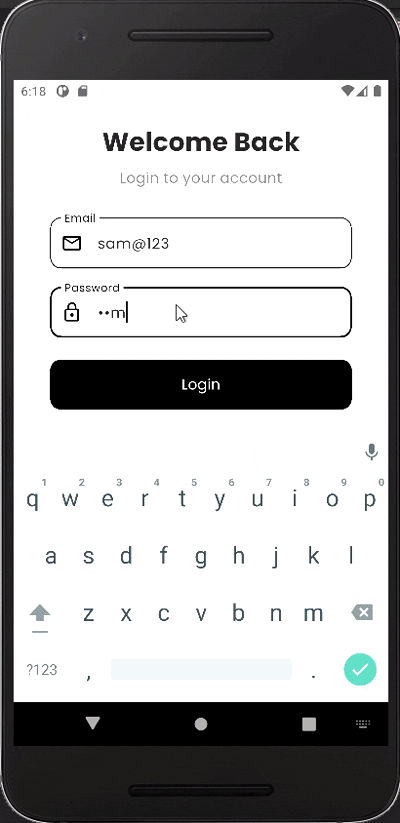 6:18
Welcome Back
Login to your account
Email
sam@123
Password
••m
Login
1 2 3 4 5 6 7 8 9 0
q w e r t y u i o p
a s d f g h j k l
z x c v b n m
?123 , .